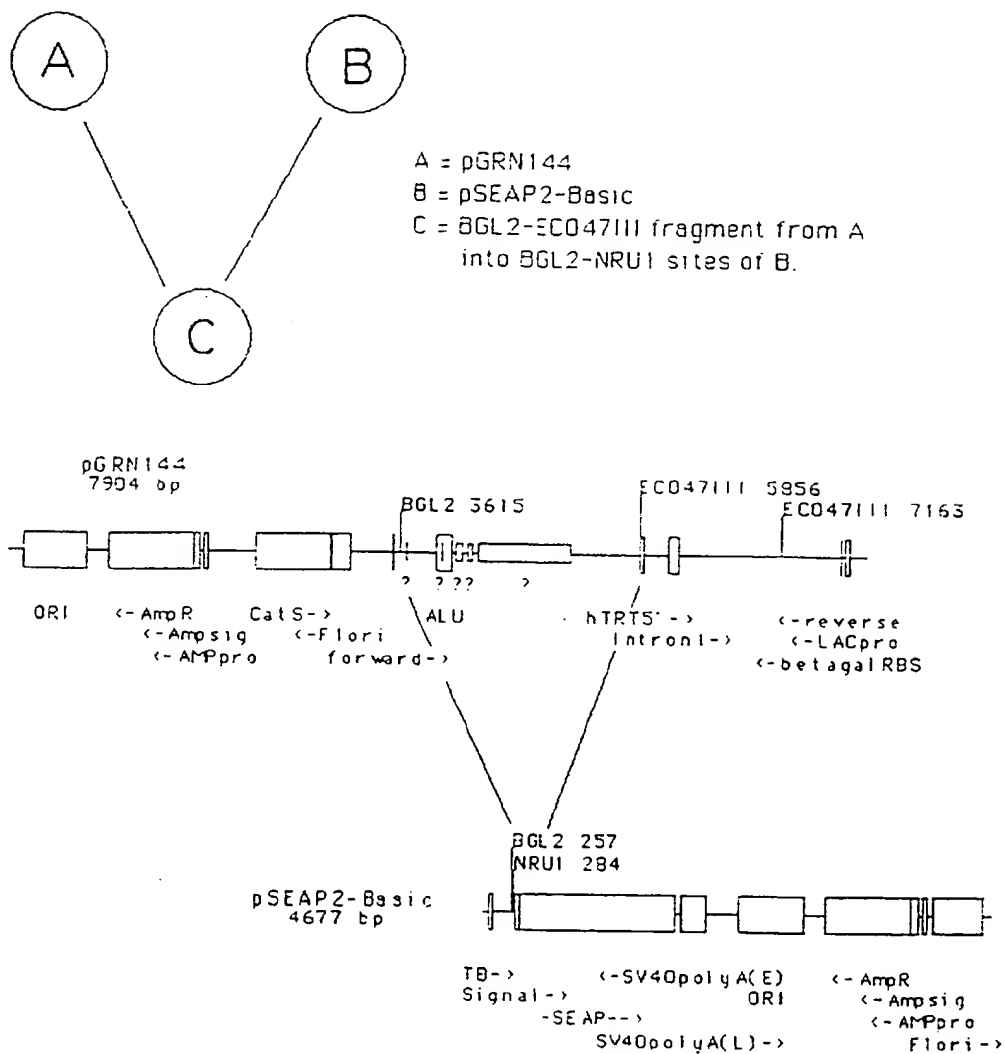 A
B
A = pGRN144
B = pSEAP2-Basic
C = BGL2-ECO47III fragment from A
into BGL2-NRU1 sites of B.
C
pGRN144
7904 bp
BGL2 3615
ECO47III 5856
ECO47III 7163
? ? ?? ?
ORI
<-AmpR
CatS->
ALU
hTRT5'->
<-reverse
<-Ampsig
<-F1ori
Intron1->
<-LACpro
<-AMPpro
forward->
<-betagalRBS
BGL2 257
NRU1 284
pSEAP2-Basic
4677 bp
TB->
<-SV40polyA(E)
<-AmpR
Signal->
ORI
<-Ampsig
-SEAP-->
<-AMPpro
SV40polyA(L)->
F1ori->